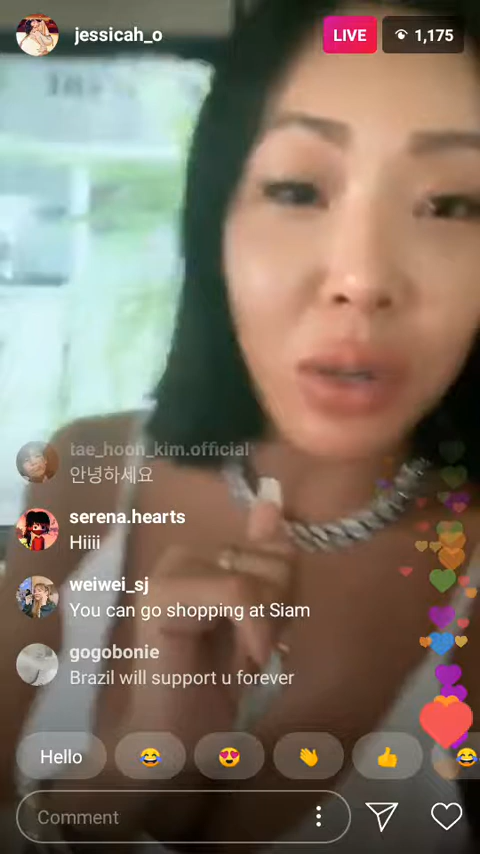 jessicah_o
LIVE
1,175
tae_hooh_kim.official
안녕하세요
serena.hearts
Hiiii
weiwei_sj
You can go shopping at Siam
gogobonie
Brazil will support u forever
Hello
Comment